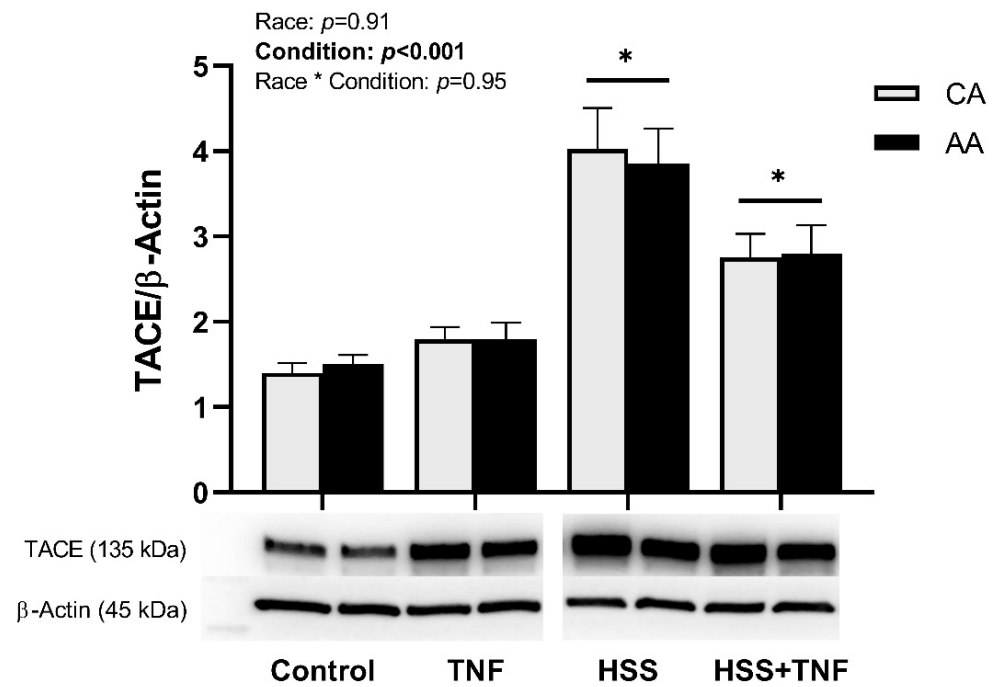 Race: p=0.91
Condition: p<0.001
Race * Condition: p=0.95
CA
AA
*
*
TACE/β-Actin
5
4
3
2
1
0
TACE (135 kDa)
β-Actin (45 kDa)
Control TNF HSS HSS+TNF